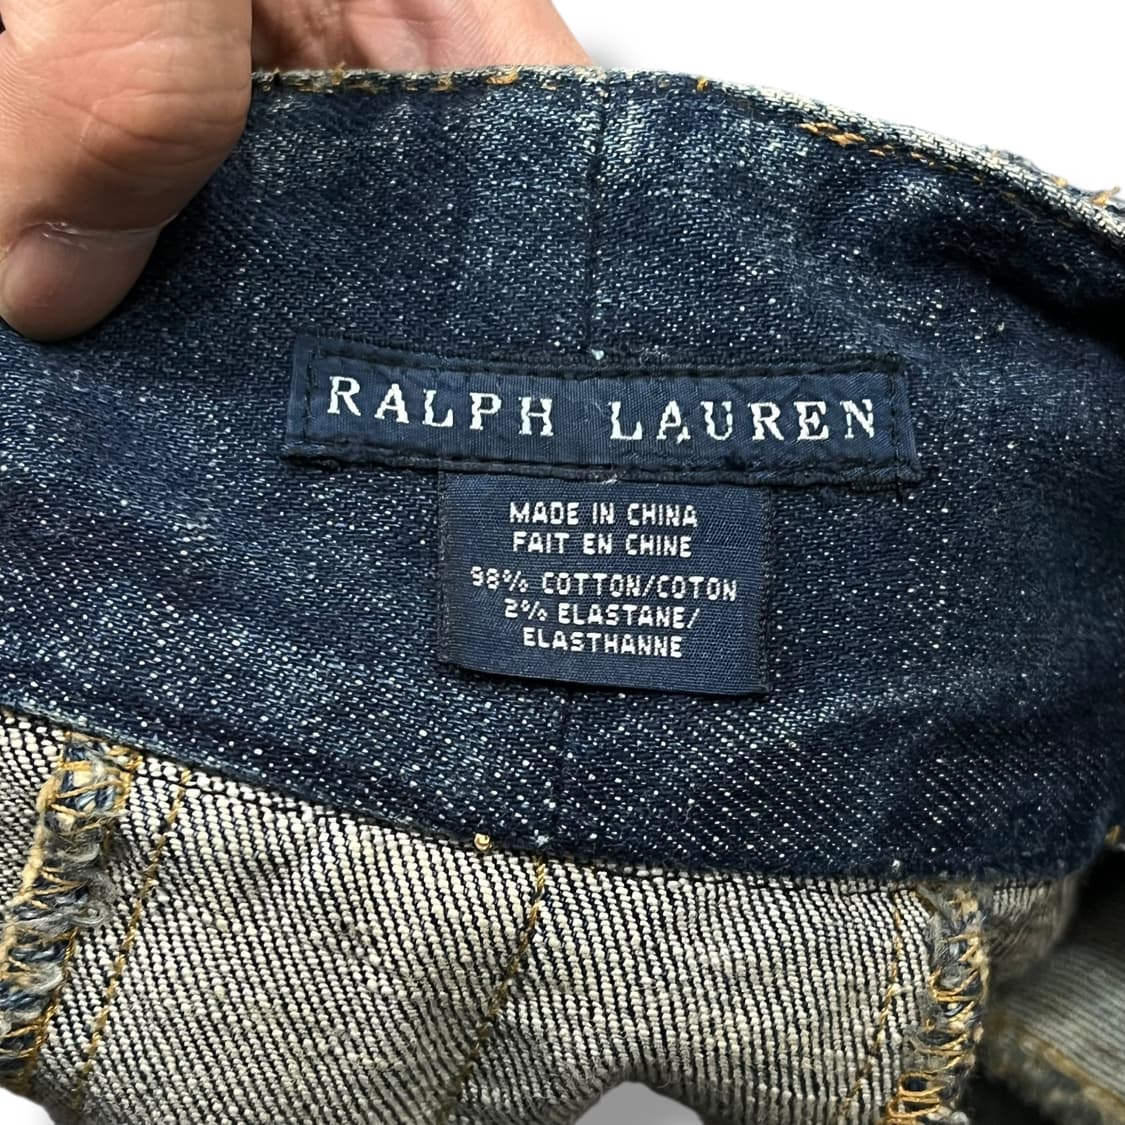 RALPH LAUREN
MADE IN CHINA
FAIT EN CHINE
98% COTTON/COTON
2% ELASTANE/
ELASTHANNE